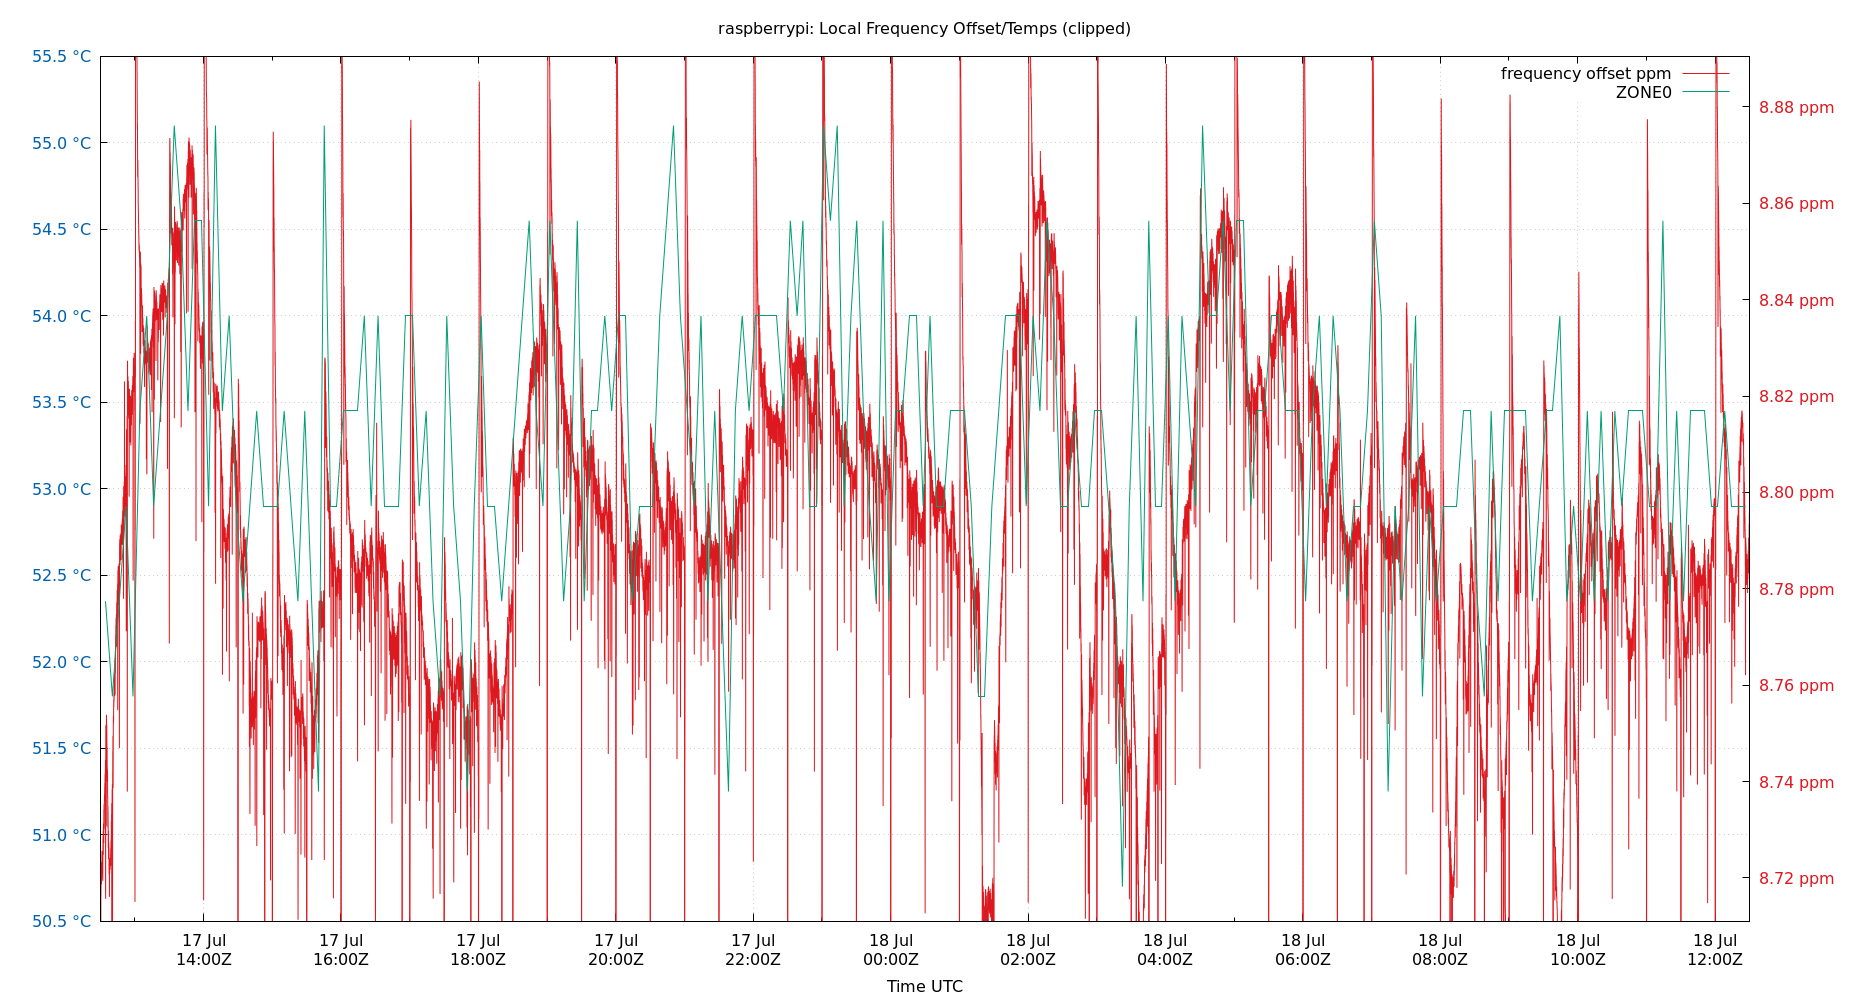 raspberrypi: Local Frequency Offset/Temps (clipped)
frequency offset ppm
ZONE0
55.5 °C
55.0 °C
54.5 °C
54.0 °C
53.5 °C
53.0 °C
52.5 °C
52.0 °C
51.5 °C
51.0 °C
50.5 °C
8.88 ppm
8.86 ppm
8.84 ppm
8.82 ppm
8.80 ppm
8.78 ppm
8.76 ppm
8.74 ppm
8.72 ppm
17 Jul 17 Jul 17 Jul 17 Jul 17 Jul 18 Jul 18 Jul 18 Jul 18 Jul 18 Jul 18 Jul 18 Jul
14:00Z 16:00Z 18:00Z 20:00Z 22:00Z 00:00Z 02:00Z 04:00Z 06:00Z 08:00Z 10:00Z 12:00Z
Time UTC